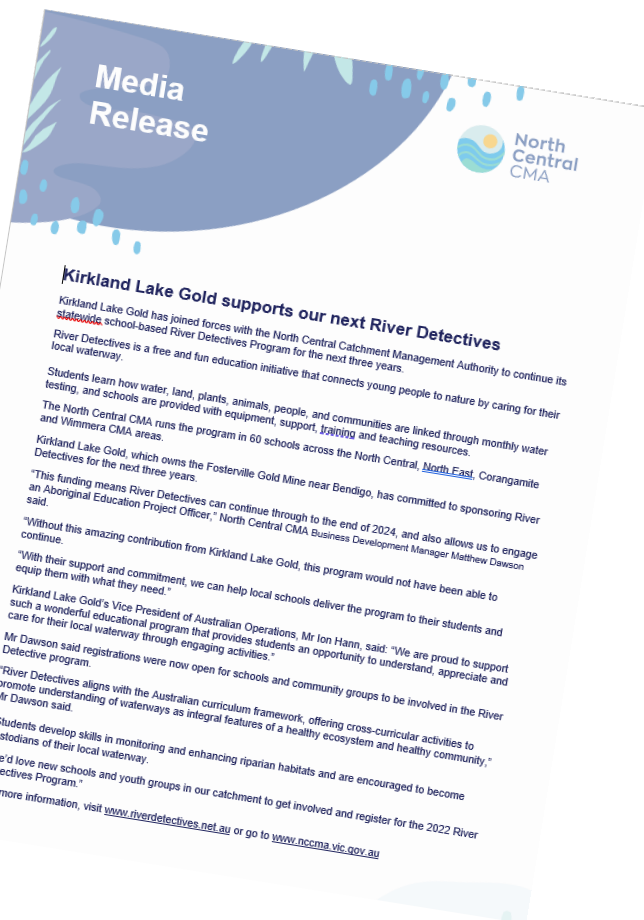 Media
Release
North
Central
CMA
Kirkland Lake Gold supports our next River Detectives
Kirkland Lake Gold has joined forces with the North Central Catchment Management Authority to continue its
statewide school-based River Detectives Program for the next three years.
River Detectives is a free and fun education initiative that connects young people to nature by caring for their
local waterway.
Students learn how water, land, plants, animals, people, and communities are linked through monthly water
testing, and schools are provided with equipment, support, training and teaching resources.
The North Central CMA runs the program in 60 schools across the North Central, North East, Corangamite
and Wimmera CMA areas.
Kirkland Lake Gold, which owns the Fosterville Gold Mine near Bendigo, has committed to sponsoring River
Detectives for the next three years.
“This funding means River Detectives can continue through to the end of 2024, and also allows us to engage
an Aboriginal Education Project Officer,” North Central CMA Business Development Manager Matthew Dawson
said.
“Without this amazing contribution from Kirkland Lake Gold, this program would not have been able to
continue.
“With their support and commitment, we can help local schools deliver the program to their students and
equip them with what they need.”
Kirkland Lake Gold’s Vice President of Australian Operations, Mr Ion Hann, said: “We are proud to support
such a wonderful educational program that provides students an opportunity to understand, appreciate and
care for their local waterway through engaging activities.”
Mr Dawson said registrations were now open for schools and community groups to be involved in the River
Detective program.
“River Detectives aligns with the Australian curriculum framework, offering cross-curricular activities to
promote understanding of waterways as integral features of a healthy ecosystem and healthy community,”
Mr Dawson said.
Students develop skills in monitoring and enhancing riparian habitats and are encouraged to become
stodians of their local waterway.
e’d love new schools and youth groups in our catchment to get involved and register for the 2022 River
ectives Program.”
more information, visit www.riverdetectives.net.au or go to www.nccma.vic.gov.au